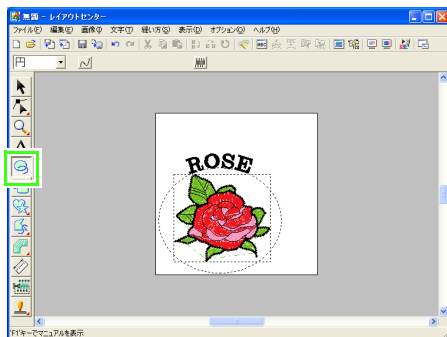 無題 - レイアウトセンター
ファイル(F) 編集(E) 画像(I) 文字(T) 縫い方(S) 表示(D) オプション(O) ヘルプ(H)
円
A
ROSE
'F1'キーでマニュアルを表示